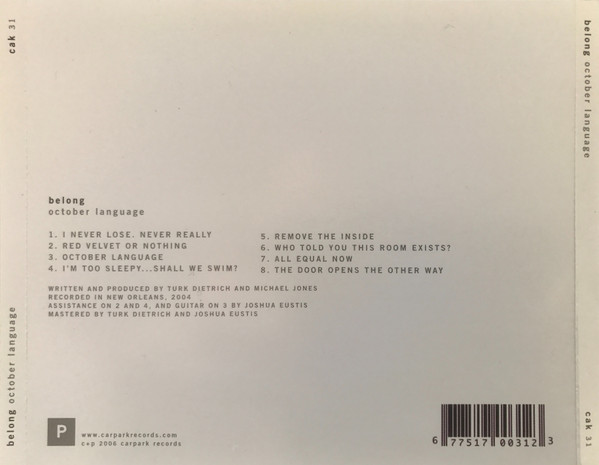 cak 31
belong october language
belong
october language
1. I NEVER LOSE. NEVER REALLY
2. RED VELVET OR NOTHING
3. OCTOBER LANGUAGE
4. I'M TOO SLEEPY...SHALL WE SWIM?
5. REMOVE THE INSIDE
6. WHO TOLD YOU THIS ROOM EXISTS?
7. ALL EQUAL NOW
8. THE DOOR OPENS THE OTHER WAY
WRITTEN AND PRODUCED BY TURK DIETRICH AND MICHAEL JONES
RECORDED IN NEW ORLEANS, 2004
ASSISTANCE ON 2 AND 4, AND GUITAR ON 3 BY JOSHUA EUSTIS
MASTERED BY TURK DIETRICH AND JOSHUA EUSTIS
belong october language
P
www.carparkrecords.com
c+p 2006 carpark records
6 77517 00312 3
cak 31